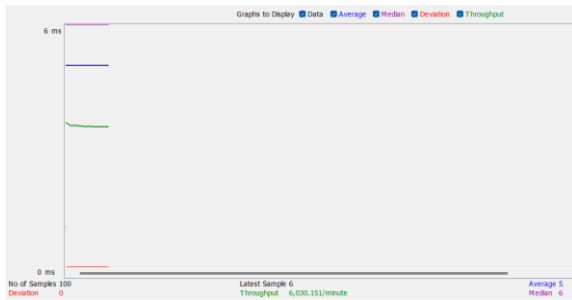 Graphs to Display Data Average Median Deviation Throughput
6 ms
0 ms
No of Samples 100 Latest Sample 6 Average 5
Deviation 0 Throughput 6,030.151/minute Median 6